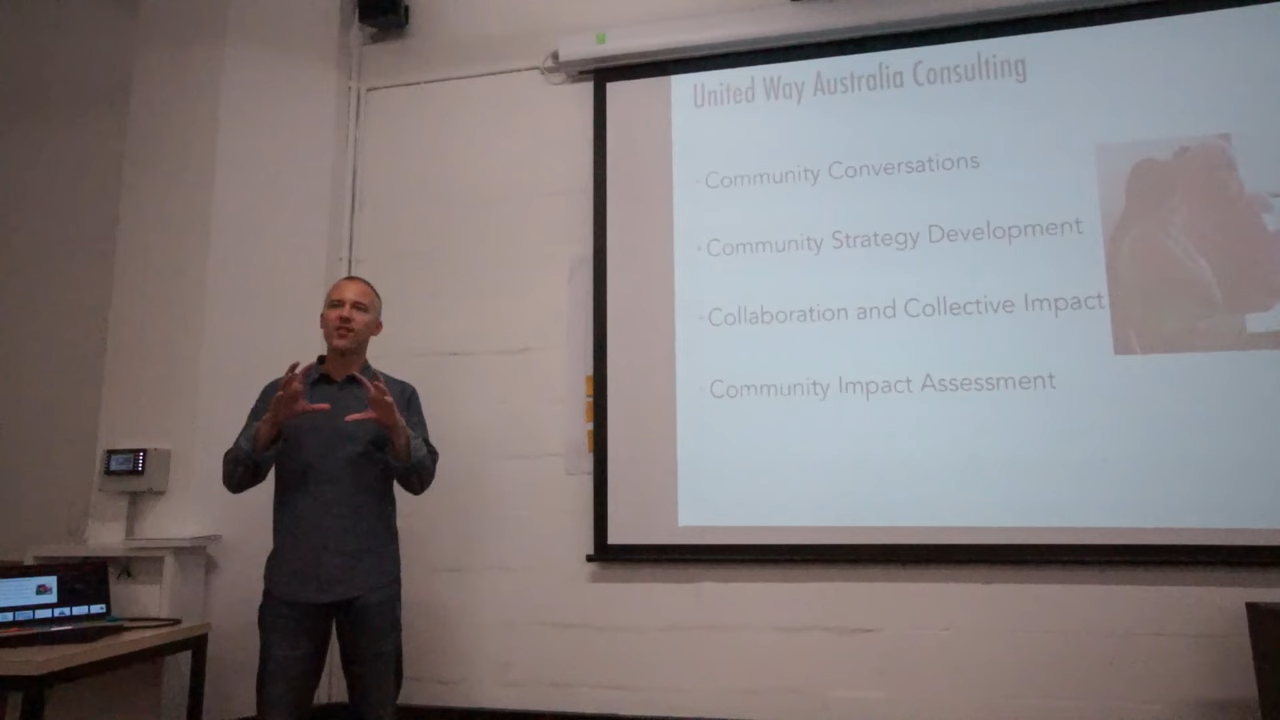 United Way Australia Consulting
Community Conversations
Community Strategy Development
Collaboration and Collective Impact
Community Impact Assessment